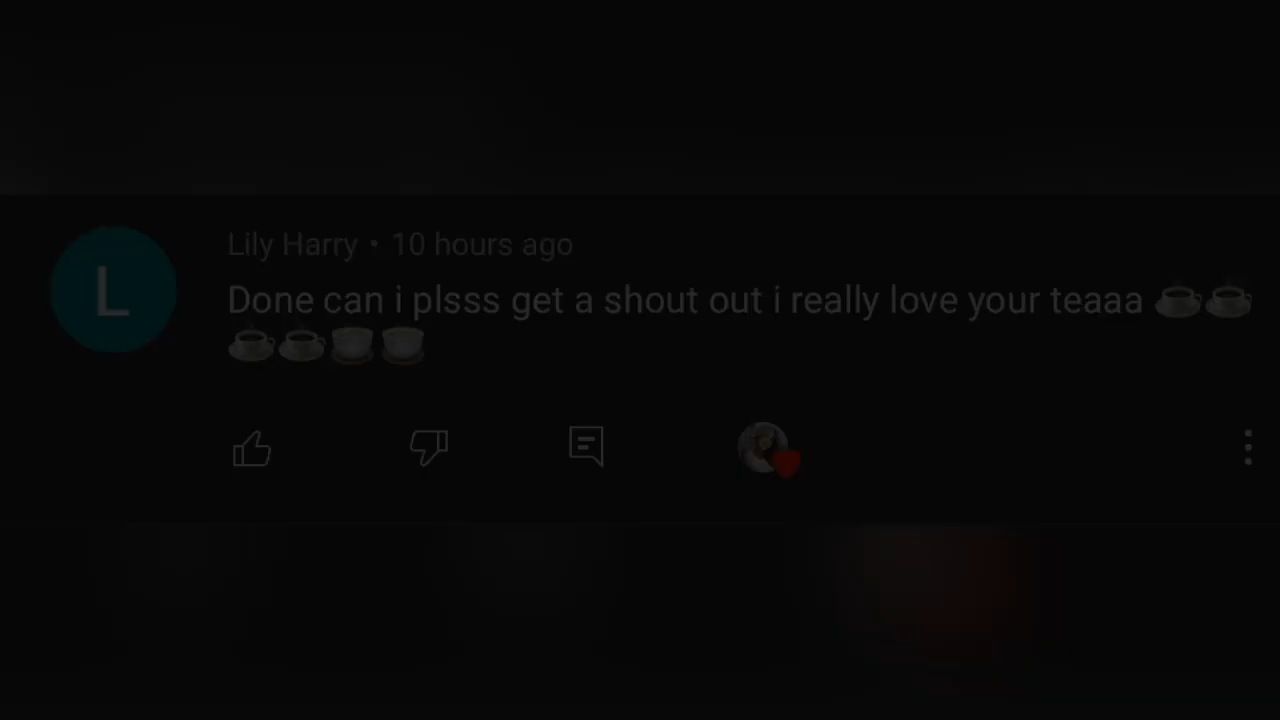 L
Lily Harry • 10 hours ago
Done can i plsss get a shout out i really love your teaaa ☕☕
☕☕🍵🍵